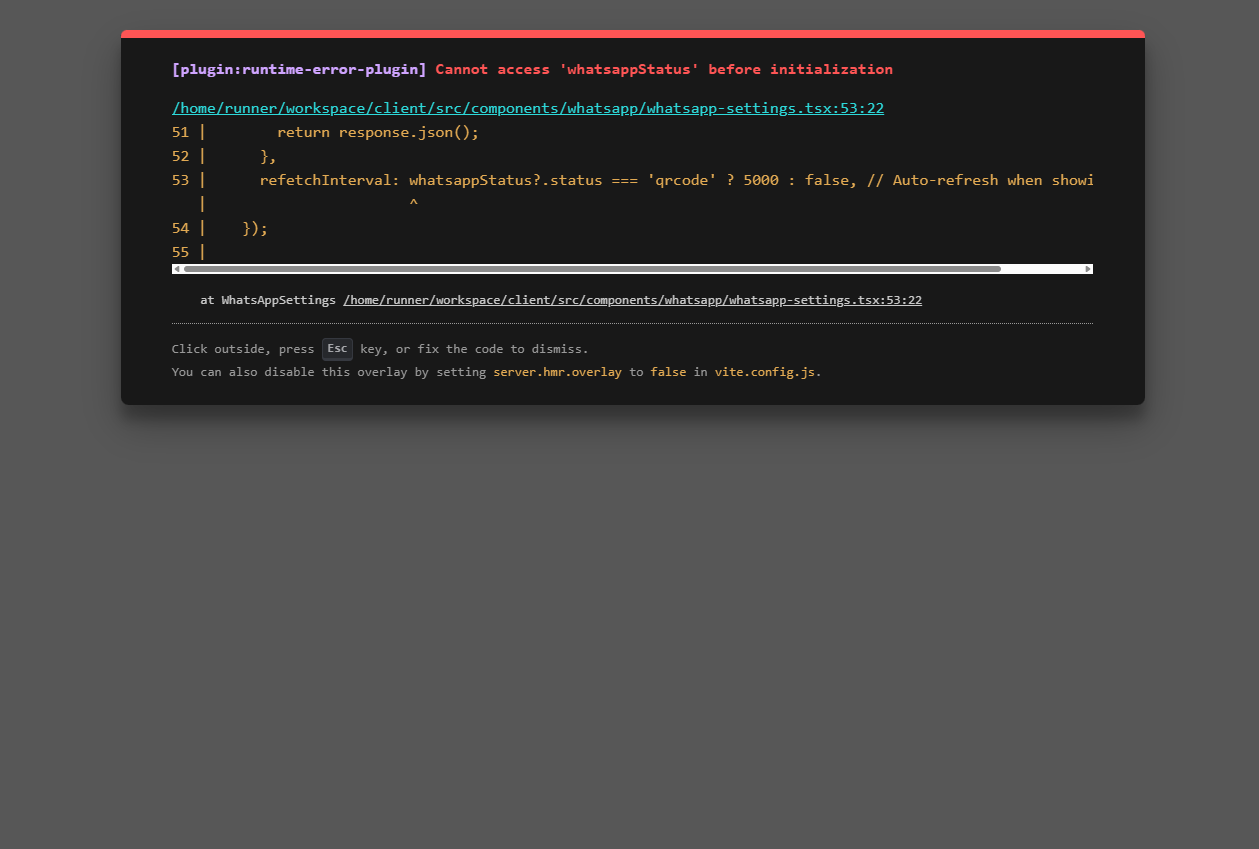 [plugin:runtime-error-plugin] Cannot access 'whatsappStatus' before initialization
/home/runner/workspace/client/src/components/whatsapp/whatsapp-settings.tsx:53:22
51 |        return response.json();
52 |      },
53 |      refetchInterval: whatsappStatus?.status === 'qrcode' ? 5000 : false, // Auto-refresh when showi
   |                       ^
54 |    });
55 |
at WhatsAppSettings /home/runner/workspace/client/src/components/whatsapp/whatsapp-settings.tsx:53:22
Click outside, press Esc key, or fix the code to dismiss.
You can also disable this overlay by setting server.hmr.overlay to false in vite.config.js.